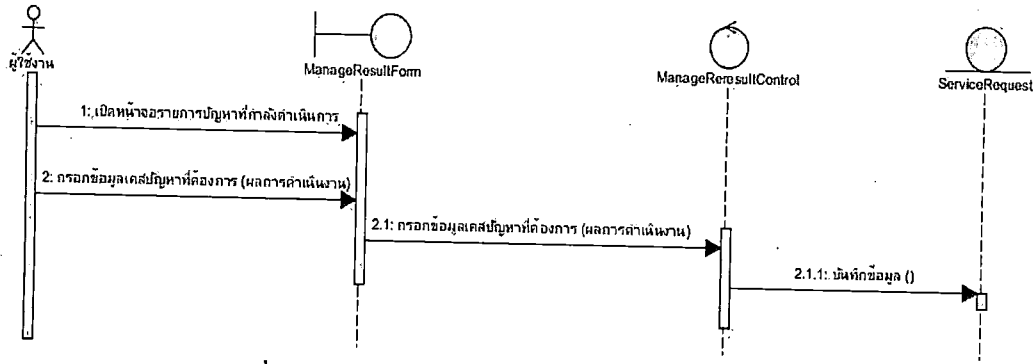 ผู้ใช้งาน
ManageResultForm
ManageReresultControl
ServiceRequest
1: เปิดหน้าจอรายการปัญหาที่กำลังดำเนินการ
2: กรอกข้อมูลเคสปัญหาที่ต้องการ (ผลการดำเนินงาน)
2.1: กรอกข้อมูลเคสปัญหาที่ต้องการ (ผลการดำเนินงาน)
2.1.1: บันทึกข้อมูล ()